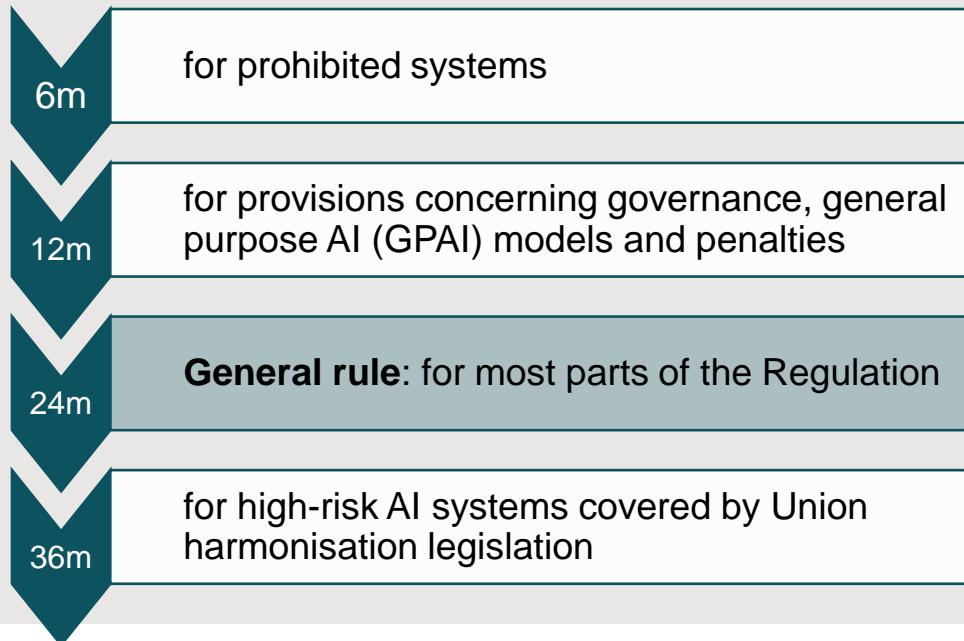 6m
for prohibited systems
12m
for provisions concerning governance, general
purpose AI (GPAI) models and penalties
24m
General rule: for most parts of the Regulation
36m
for high-risk AI systems covered by Union
harmonisation legislation